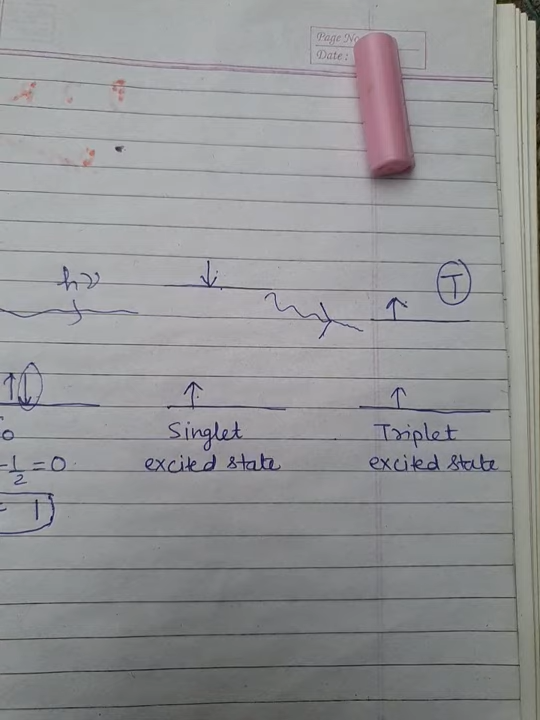 Page No
Date:
hν
T
Singlet
Triplet
excited state
excited state
-1/2 = 0
= 1